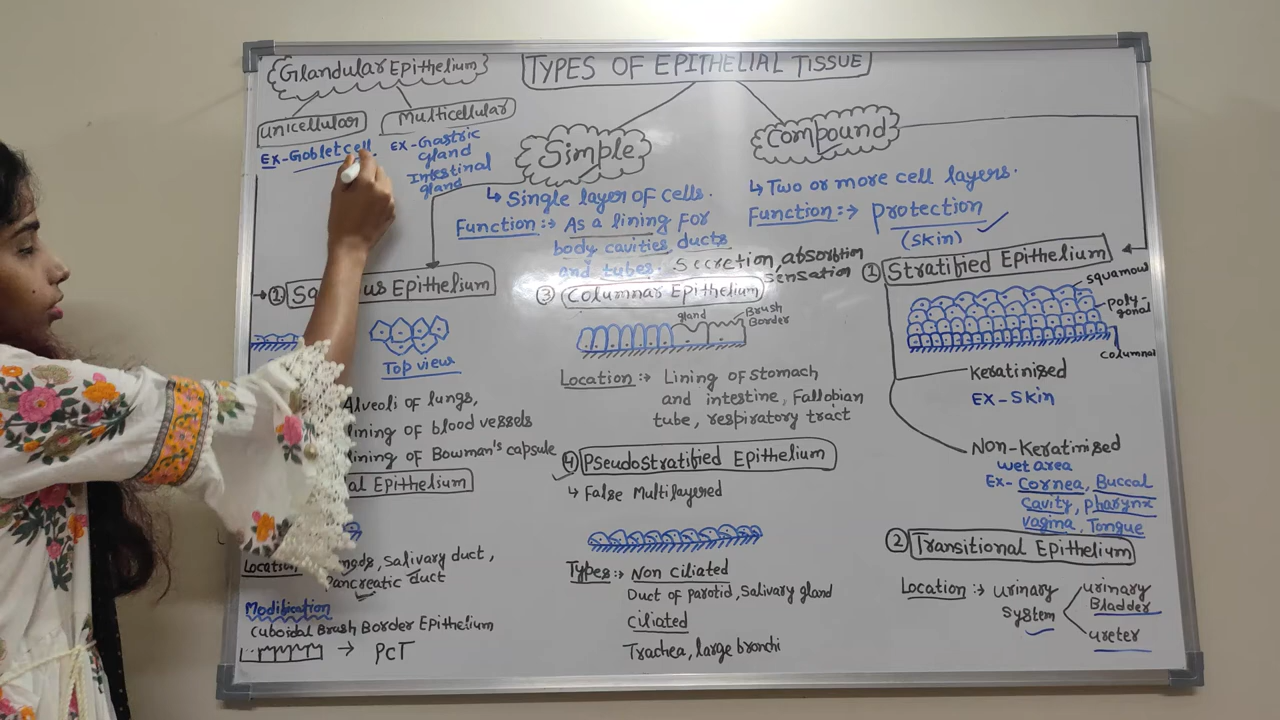 Glandular Epithelium
TYPES OF EPITHELIAL TISSUE
Unicellular
EX-Goblet cell
Multicellular
EX-Gastric
gland
Intestinal
gland
Simple
↳ Single layer of cells.
Function:→ As a lining for
body cavities, ducts
and tubes. Secretion, absorption
sensation
Compound
↳ Two or more cell layers.
Function:→ protection
(skin) ✓
Epithelium
Top view
Alveoli of lungs,
lining of blood vessels
lining of Bowman's capsule
al Epithelium
Salivary duct,
Pancreatic duct
Modification
Cuboidal Brush Border Epithelium
→ PCT
③ Columnar Epithelium
gland
Brush
Border
Location:→ Lining of stomach
and intestine, Fallobian
tube, respiratory tract
④ Pseudostratified Epithelium
↳ False Multilayered
Types:→ Non ciliated
Duct of parotid, Salivary gland
ciliated
Trachea, large bronchi
① Stratified Epithelium
squamous
poly-
gonal
columnal
Keratinised
EX-Skin
Non-Keratinised
wet area
EX- Cornea, Buccal
cavity, pharynx
vagina, Tongue
② Transitional Epithelium
Location:→ urinary
system
urinary
Bladder
ureter